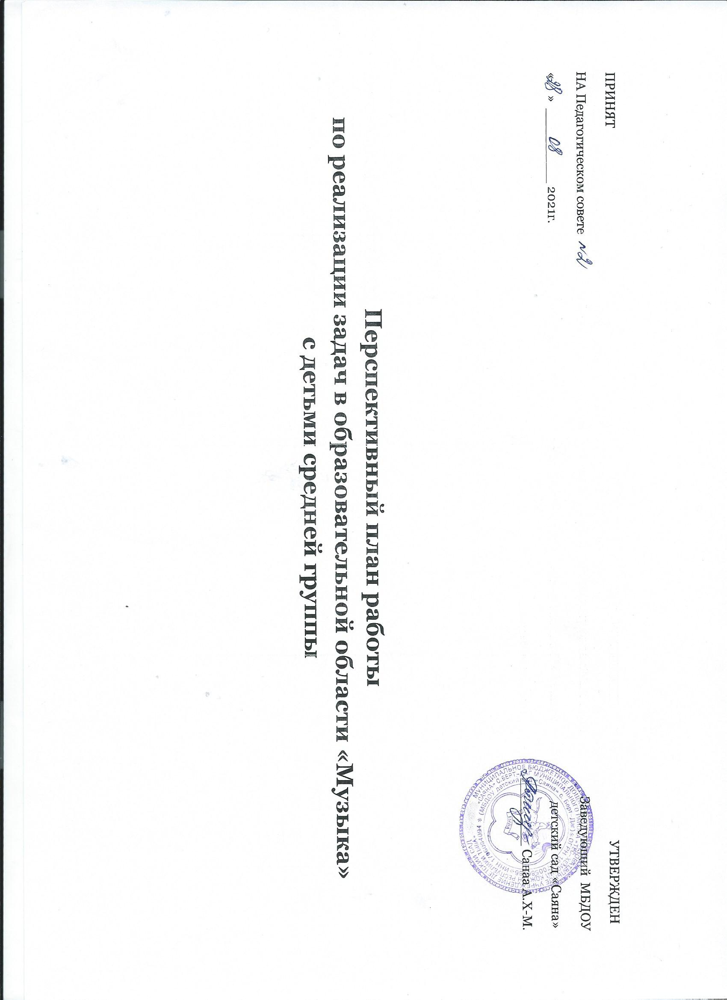 ПРИНЯТ
НА Педагогическом совете №2
«28» 08 2021г.
УТВЕРЖДЕН
Заведующий МБДОУ
детский сад «Саяна»
Санаа А.Х-М.
Перспективный план работы
по реализации задач в образовательной области «Музыка»
с детьми средней группы